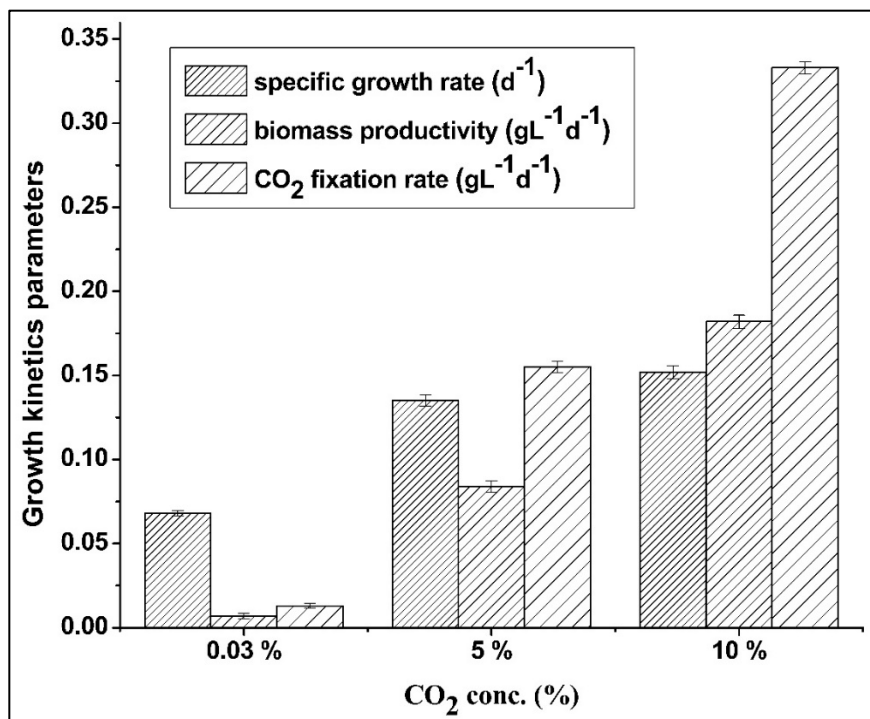 0.35
0.30
0.25
0.20
0.15
0.10
0.05
0.00
Growth kinetics parameters
specific growth rate (d⁻¹)
biomass productivity (gL⁻¹d⁻¹)
CO₂ fixation rate (gL⁻¹d⁻¹)
0.03 % 5 % 10 %
CO₂ conc. (%)